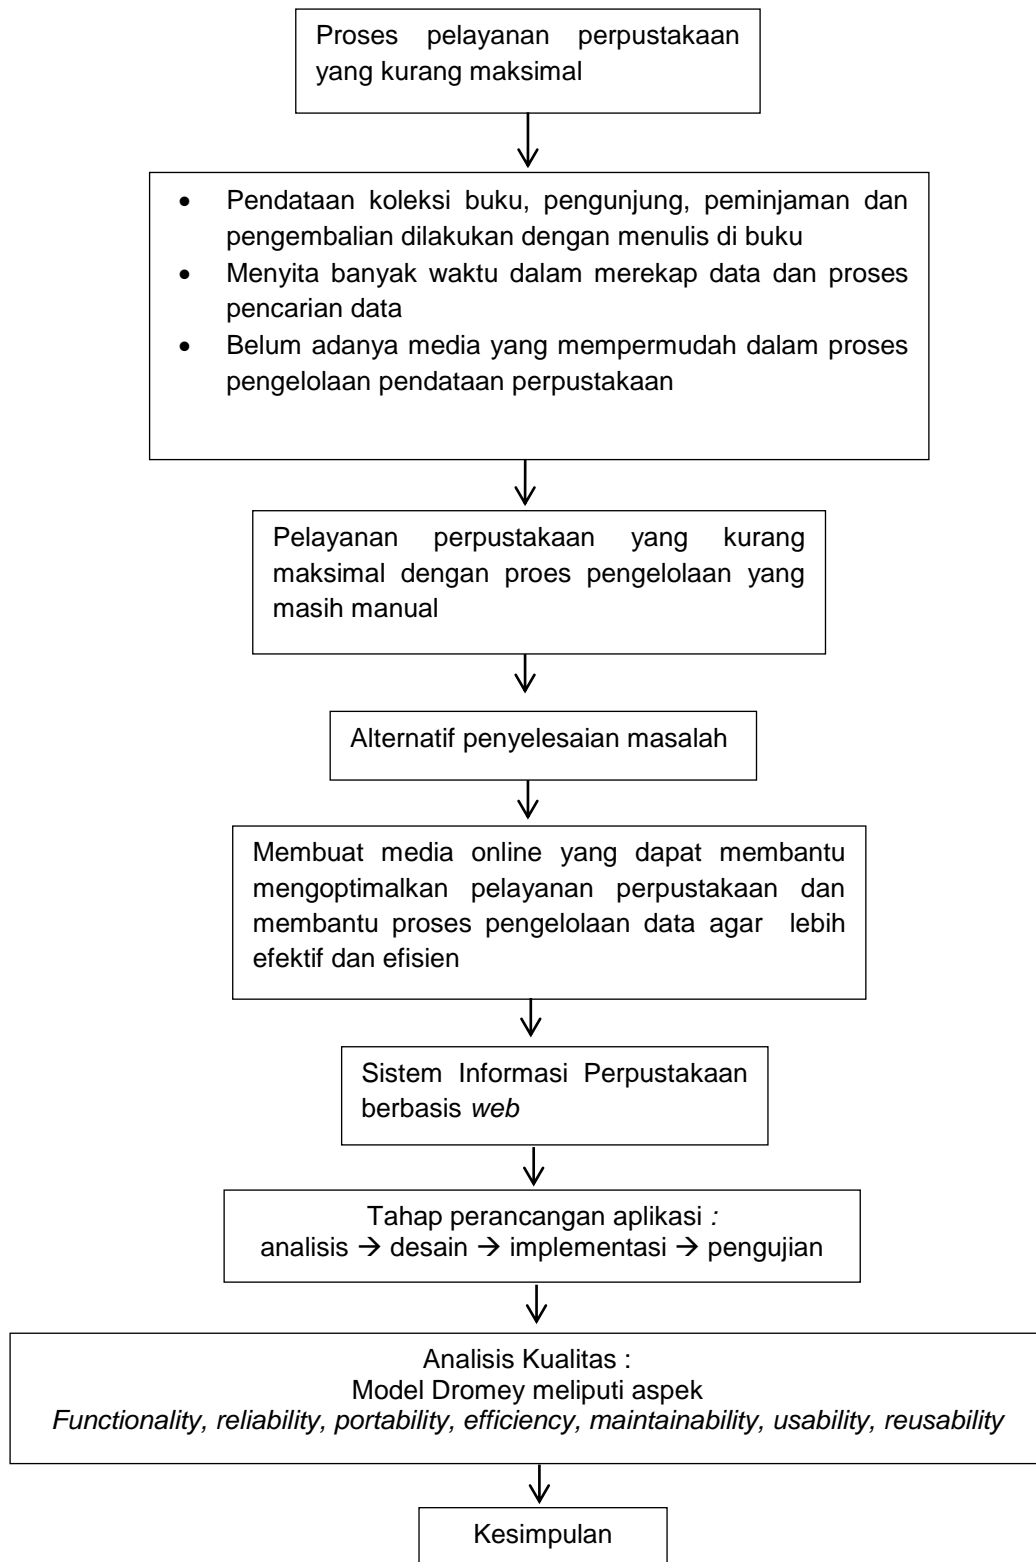 Proses pelayanan perpustakaan
yang kurang maksimal
• Pendataan koleksi buku, pengunjung, peminjaman dan
pengembalian dilakukan dengan menulis di buku
• Menyita banyak waktu dalam merekap data dan proses
pencarian data
• Belum adanya media yang mempermudah dalam proses
pengelolaan pendataan perpustakaan
Pelayanan perpustakaan yang kurang
maksimal dengan proes pengelolaan yang
masih manual
Alternatif penyelesaian masalah
Membuat media online yang dapat membantu
mengoptimalkan pelayanan perpustakaan dan
membantu proses pengelolaan data agar lebih
efektif dan efisien
Sistem Informasi Perpustakaan
berbasis web
Tahap perancangan aplikasi :
analisis → desain → implementasi → pengujian
Analisis Kualitas :
Model Dromey meliputi aspek
Functionality, reliability, portability, efficiency, maintainability, usability, reusability
Kesimpulan